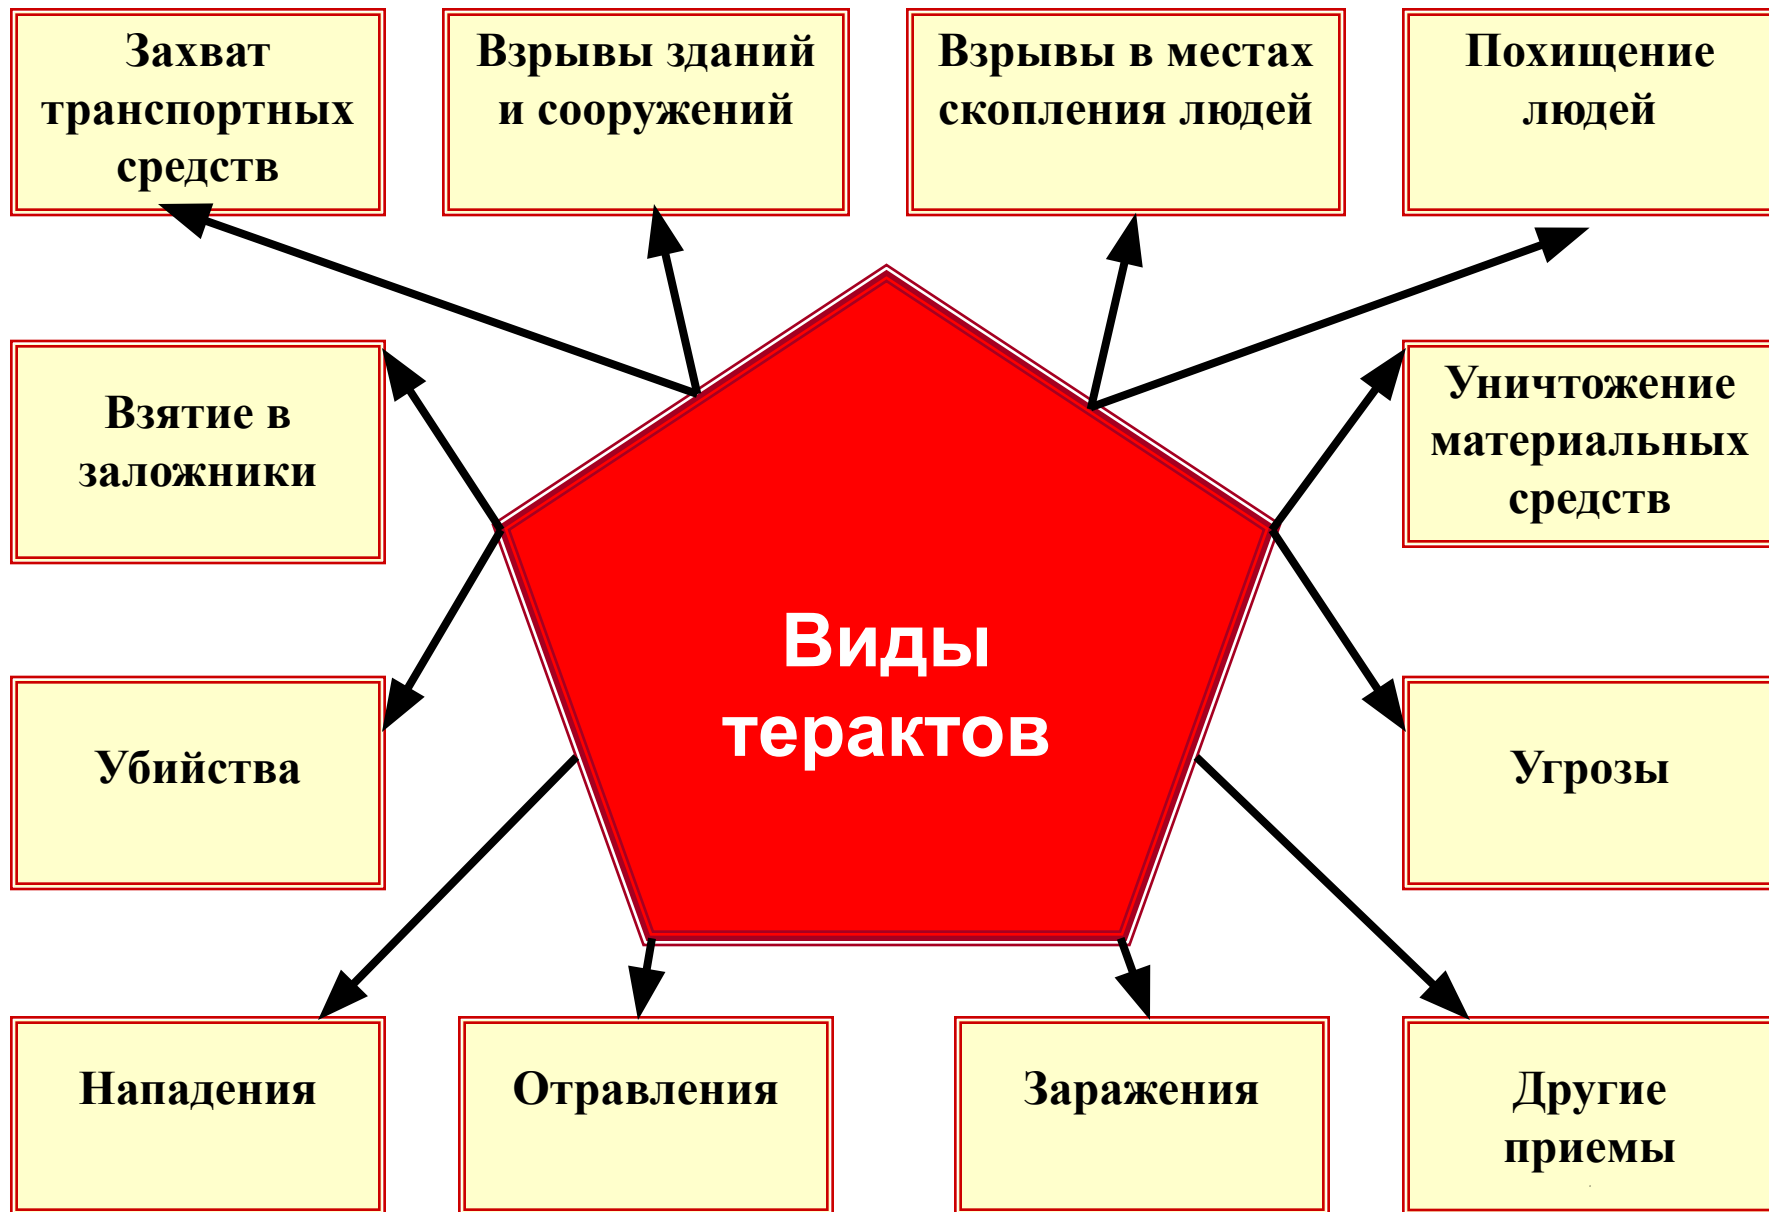 Захват
транспортных
средств
Взрывы зданий
и сооружений
Взрывы в местах
скопления людей
Похищение
людей
Взятие в
заложники
Уничтожение
материальных
средств
Виды
терактов
Убийства
Угрозы
Нападения
Отравления
Заражения
Другие
приемы